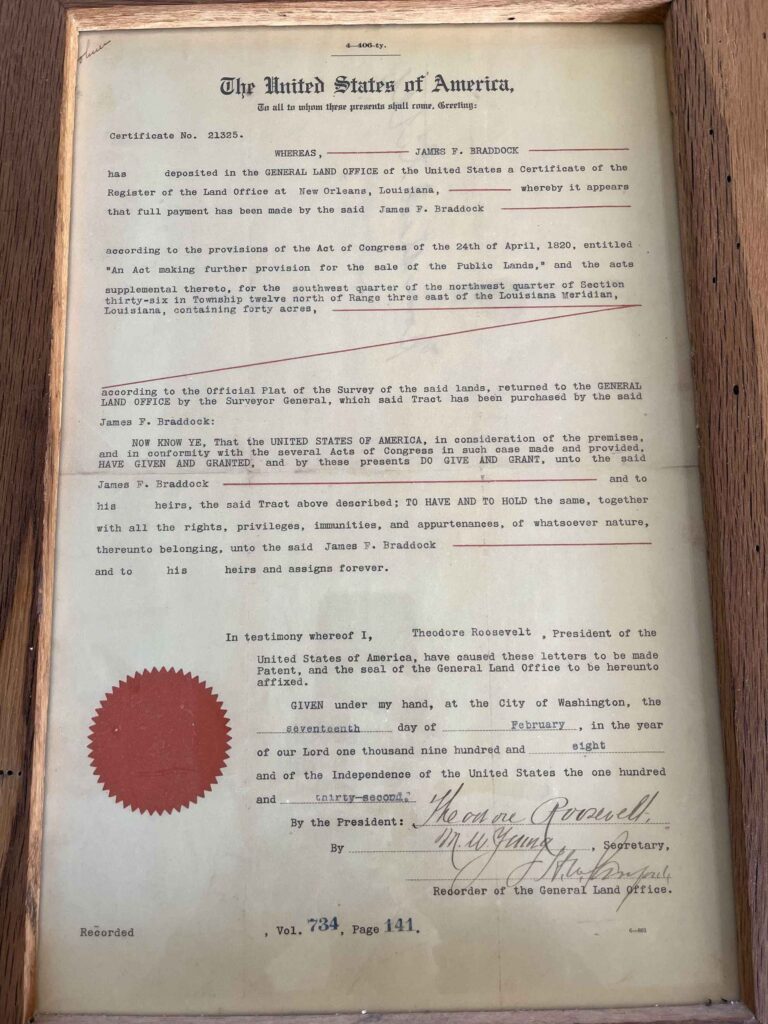 4—406-ty.
The United States of America,
To all to whom these presents shall come, Greeting:
Certificate No. 21325.
WHEREAS, JAMES F. BRADDOCK
has deposited in the GENERAL LAND OFFICE of the United States a Certificate of the
Register of the Land Office at New Orleans, Louisiana, whereby it appears
that full payment has been made by the said James F. Braddock
according to the provisions of the Act of Congress of the 24th of April, 1820, entitled
"An Act making further provision for the sale of the Public Lands," and the acts
supplemental thereto, for the southwest quarter of the northwest quarter of Section
thirty-six in Township twelve north of Range three east of the Louisiana Meridian,
Louisiana, containing forty acres,
according to the Official Plat of the Survey of the said lands, returned to the GENERAL
LAND OFFICE by the Surveyor General, which said Tract has been purchased by the said
James F. Braddock:
NOW KNOW YE, That the UNITED STATES OF AMERICA, in consideration of the premises,
and in conformity with the several Acts of Congress in such case made and provided,
HAVE GIVEN AND GRANTED, and by these presents DO GIVE AND GRANT, unto the said
James F. Braddock and to
his heirs, the said Tract above described; TO HAVE AND TO HOLD the same, together
with all the rights, privileges, immunities, and appurtenances, of whatsoever nature,
thereunto belonging, unto the said James F. Braddock
and to his heirs and assigns forever.
In testimony whereof I, Theodore Roosevelt, President of the
United States of America, have caused these letters to be made
Patent, and the seal of the General Land Office to be hereunto
affixed.
GIVEN under my hand, at the City of Washington, the
seventeenth day of February, in the year
of our Lord one thousand nine hundred and eight
and of the Independence of the United States the one hundred
and thirty-second.
By the President: Theodore Roosevelt.
By M. W. Young, Secretary,
Recorder of the General Land Office.
Recorded , Vol. 734, Page 141.